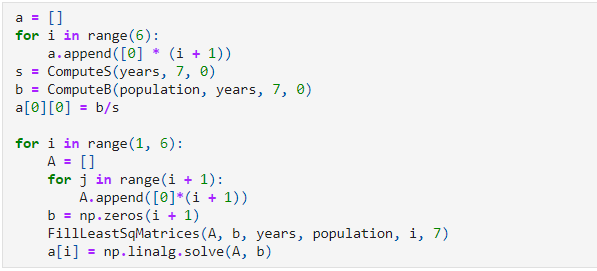 a = []
for i in range(6):
    a.append([0] * (i + 1))
s = ComputeS(years, 7, 0)
b = ComputeB(population, years, 7, 0)
a[0][0] = b/s

for i in range(1, 6):
    A = []
    for j in range(i + 1):
        A.append([0]*(i + 1))
    b = np.zeros(i + 1)
    FillLeastSqMatrices(A, b, years, population, i, 7)
    a[i] = np.linalg.solve(A, b)